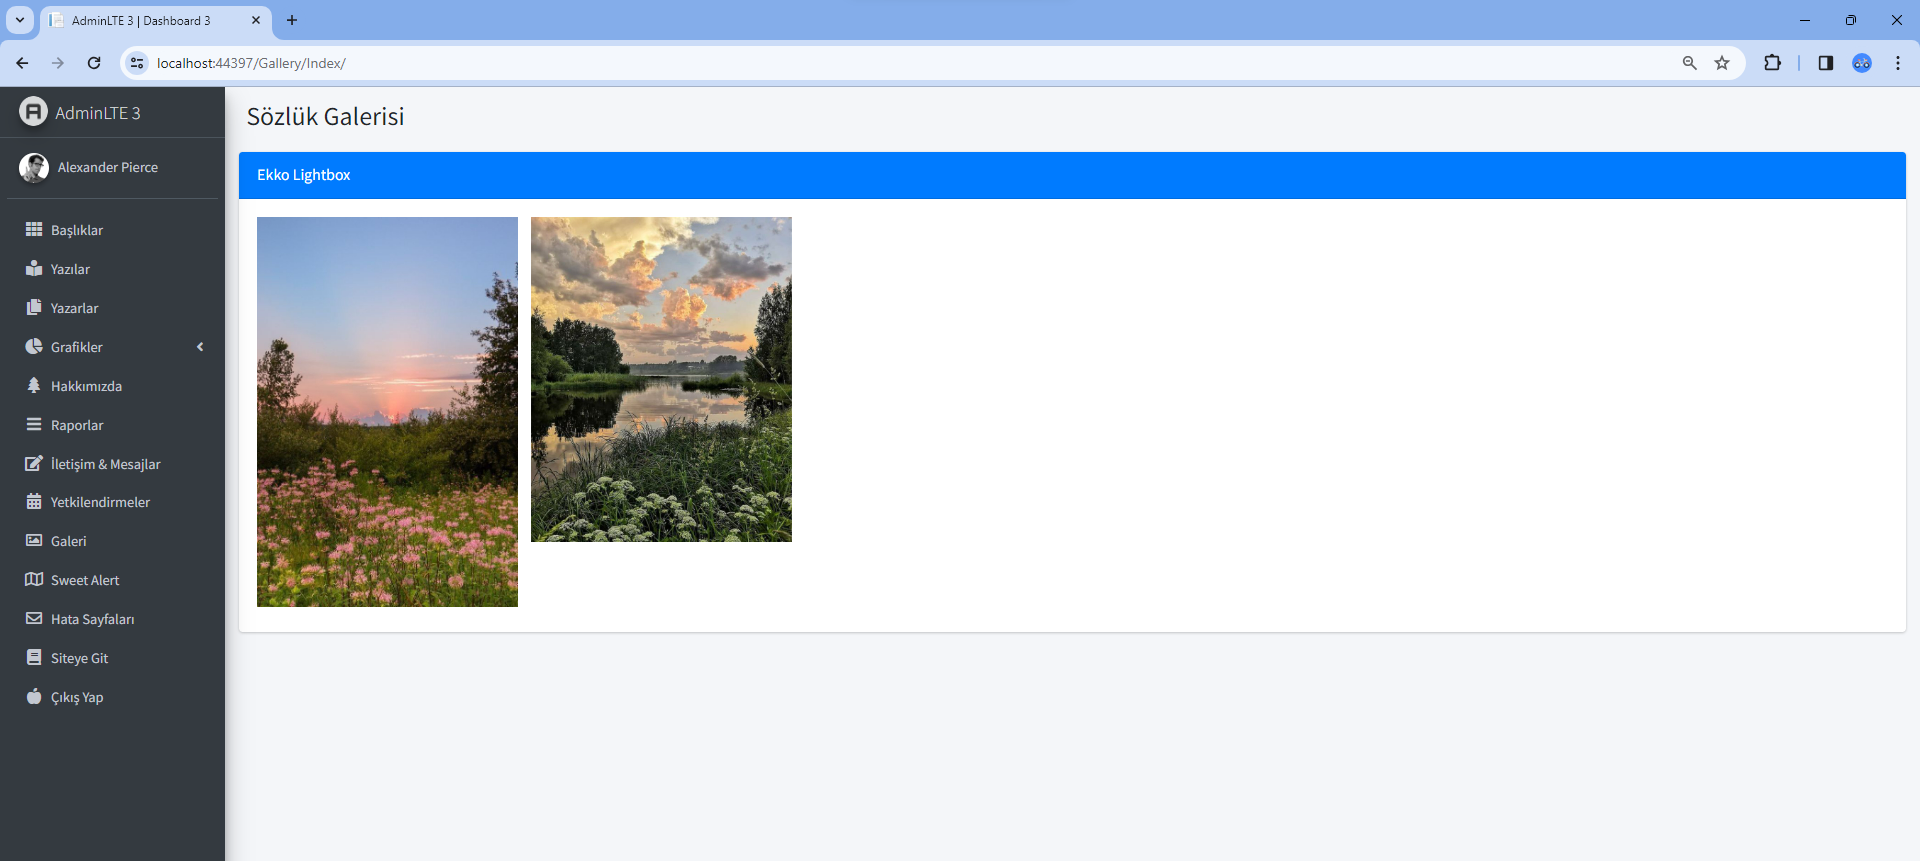 AdminLTE 3 | Dashboard 3
localhost:44397/Gallery/Index/
AdminLTE 3
Alexander Pierce
Başlıklar
Yazılar
Yazarlar
Grafikler
Hakkımızda
Raporlar
İletişim & Mesajlar
Yetkilendirmeler
Galeri
Sweet Alert
Hata Sayfaları
Siteye Git
Çıkış Yap
Sözlük Galerisi
Ekko Lightbox